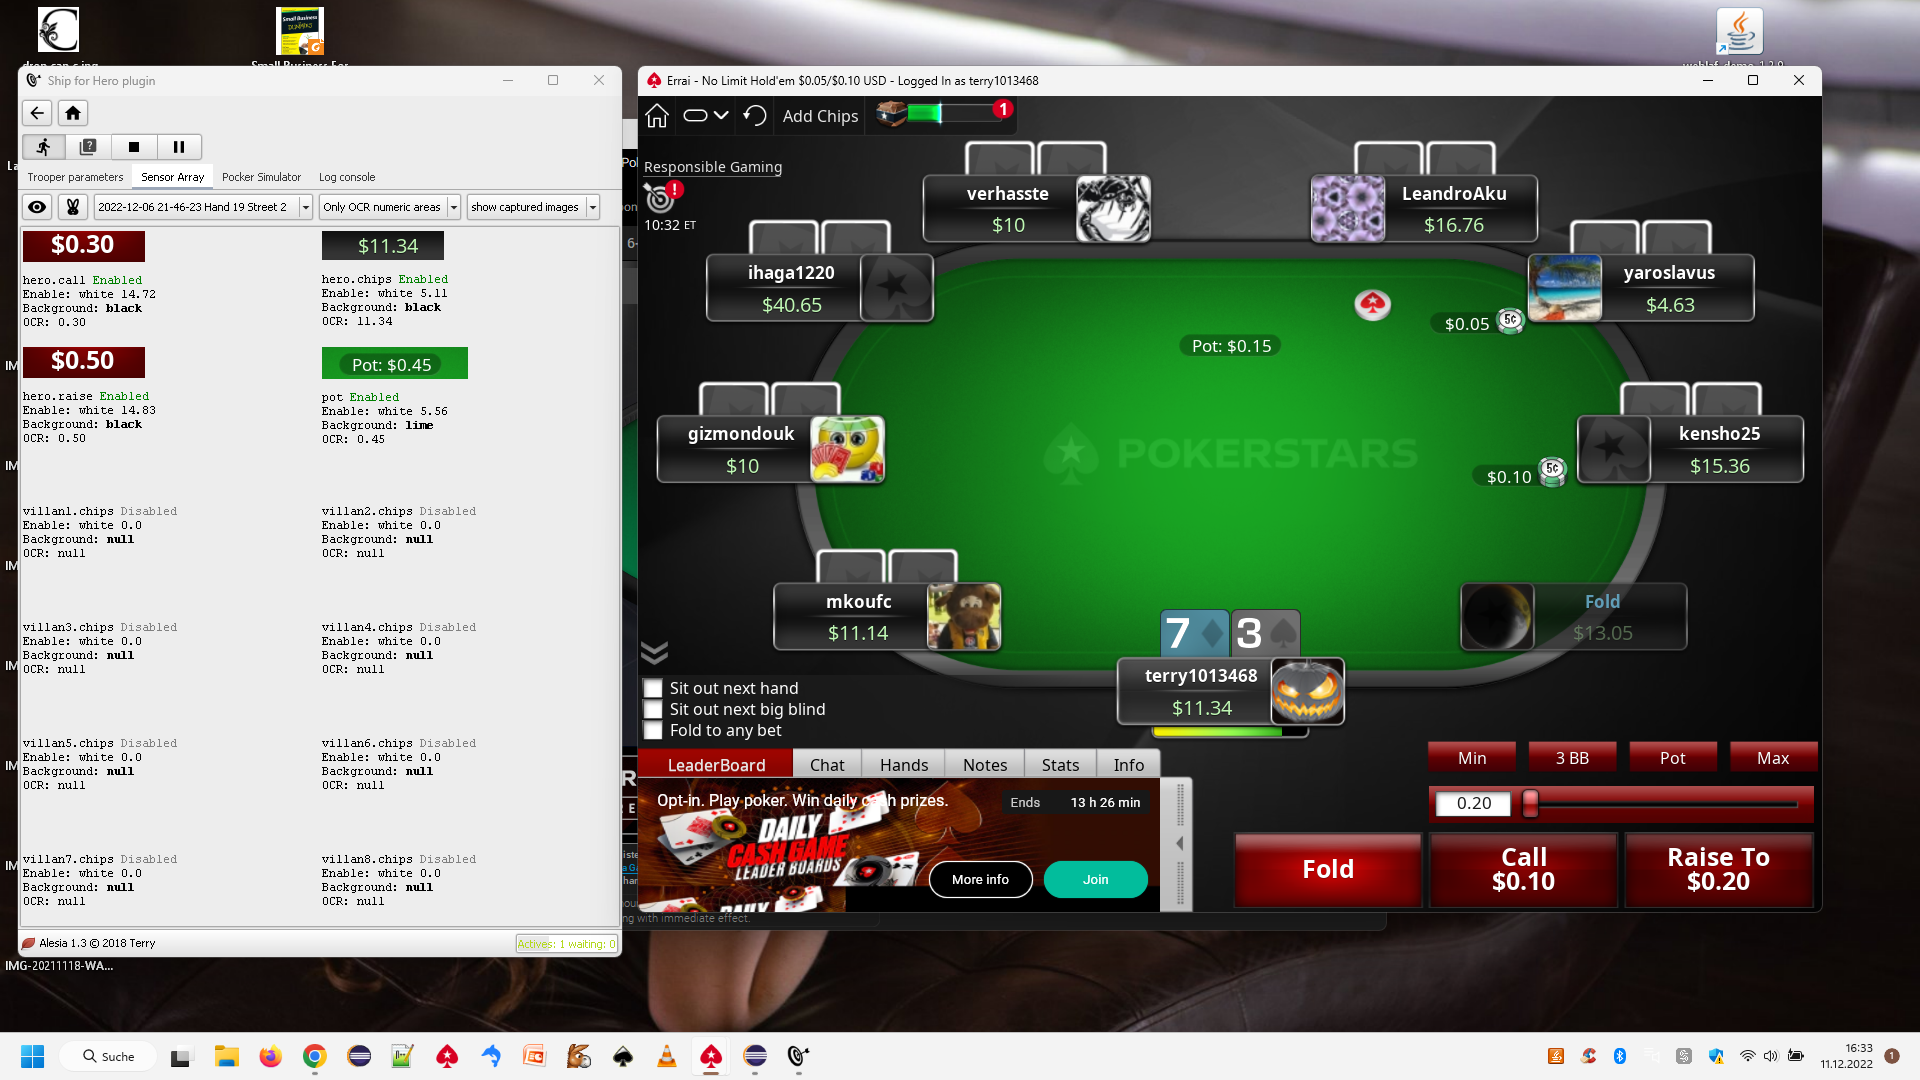 Ship for Hero plugin
Trooper parameters
Sensor Array
Pocker Simulator
Log console
2022-12-06 21-46-23 Hand 19 Street 2
Only OCR numeric areas
show captured images
$0.30
hero.call Enabled
Enable: white 14.72
Background: black
OCR: 0.30
$11.34
hero.chips Enabled
Enable: white 5.11
Background: black
OCR: 11.34
$0.50
hero.raise Enabled
Enable: white 14.83
Background: black
OCR: 0.50
Pot: $0.45
pot Enabled
Enable: white 5.56
Background: lime
OCR: 0.45
villan1.chips Disabled
Enable: white 0.0
Background: null
OCR: null
villan2.chips Disabled
Enable: white 0.0
Background: null
OCR: null
villan3.chips Disabled
Enable: white 0.0
Background: null
OCR: null
villan4.chips Disabled
Enable: white 0.0
Background: null
OCR: null
villan5.chips Disabled
Enable: white 0.0
Background: null
OCR: null
villan6.chips Disabled
Enable: white 0.0
Background: null
OCR: null
villan7.chips Disabled
Enable: white 0.0
Background: null
OCR: null
villan8.chips Disabled
Enable: white 0.0
Background: null
OCR: null
Alesia 1.3 © 2018 Terry
Actives: 1 waiting: 0
IMG-20211118-WA...
Errai - No Limit Hold'em $0.05/$0.10 USD - Logged In as terry1013468
Add Chips
1
Responsible Gaming
10:32 ET
verhasste
$10
LeandroAku
$16.76
ihaga1220
$40.65
yaroslavus
$4.63
$0.05
5¢
Pot: $0.15
gizmondouk
$10
POKERSTARS
kensho25
$15.36
$0.10
5¢
mkoufc
$11.14
7
3
Fold
$13.05
terry1013468
$11.34
Sit out next hand
Sit out next big blind
Fold to any bet
LeaderBoard
Chat
Hands
Notes
Stats
Info
Opt-in. Play poker. Win daily cash prizes.
Ends 13 h 26 min
DAILY
CASH GAME
LEADER BOARDS
More info
Join
Min
3 BB
Pot
Max
0.20
Fold
Call
$0.10
Raise To
$0.20
ng with immediate effect.
Suche
16:33
11.12.2022
1